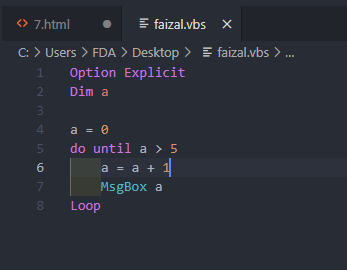 7.html faizal.vbs
C: > Users > FDA > Desktop > faizal.vbs > ...
1 Option Explicit
2 Dim a
3
4 a = 0
5 do until a > 5
6 a = a + 1
7 MsgBox a
8 Loop